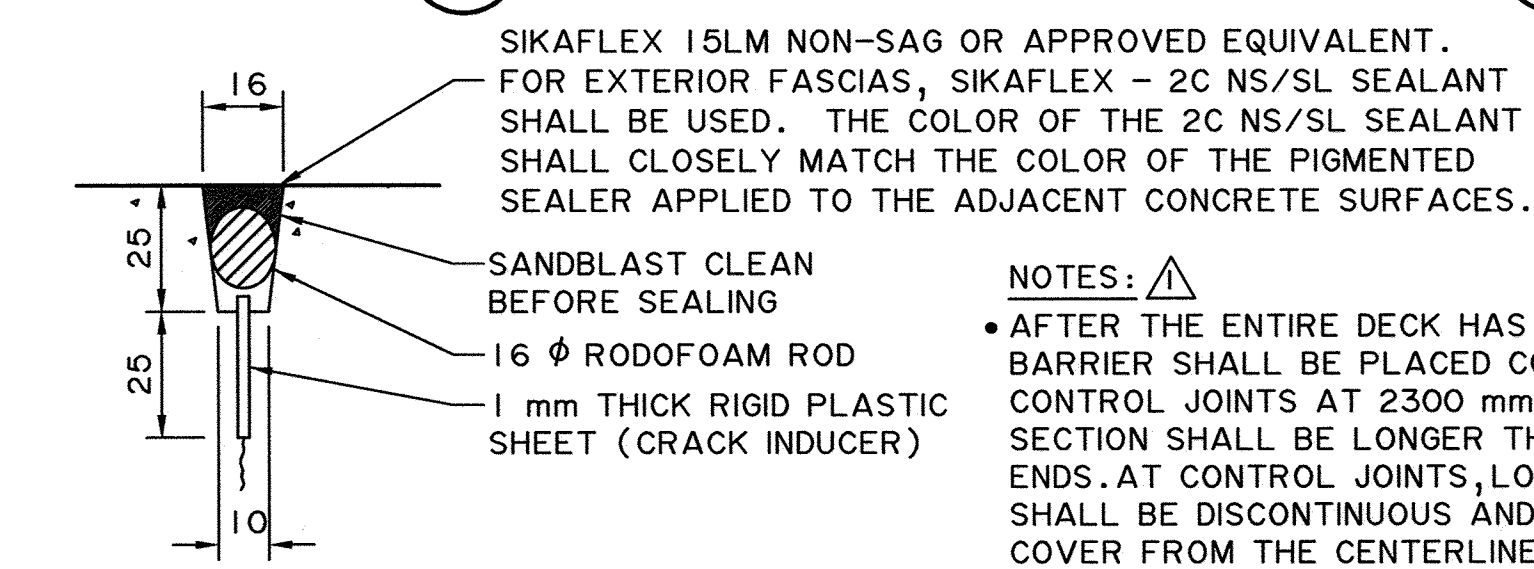 SIKAFLEX 15LM NON-SAG OR APPROVED EQUIVALENT.
FOR EXTERIOR FASCIAS, SIKAFLEX - 2C NS/SL SEALANT
SHALL BE USED. THE COLOR OF THE 2C NS/SL SEALANT
SHALL CLOSELY MATCH THE COLOR OF THE PIGMENTED
SEALER APPLIED TO THE ADJACENT CONCRETE SURFACES.
16
25
25
10
SANDBLAST CLEAN
BEFORE SEALING
16 ϕ RODOFOAM ROD
1 mm THICK RIGID PLASTIC
SHEET (CRACK INDUCER)
NOTES: 1
• AFTER THE ENTIRE DECK HAS
BARRIER SHALL BE PLACED
CONTROL JOINTS AT 2300 mm
SECTION SHALL BE LONGER
ENDS. AT CONTROL JOINTS,
SHALL BE DISCONTINUOUS AND
COVER FROM THE CENTERLINE